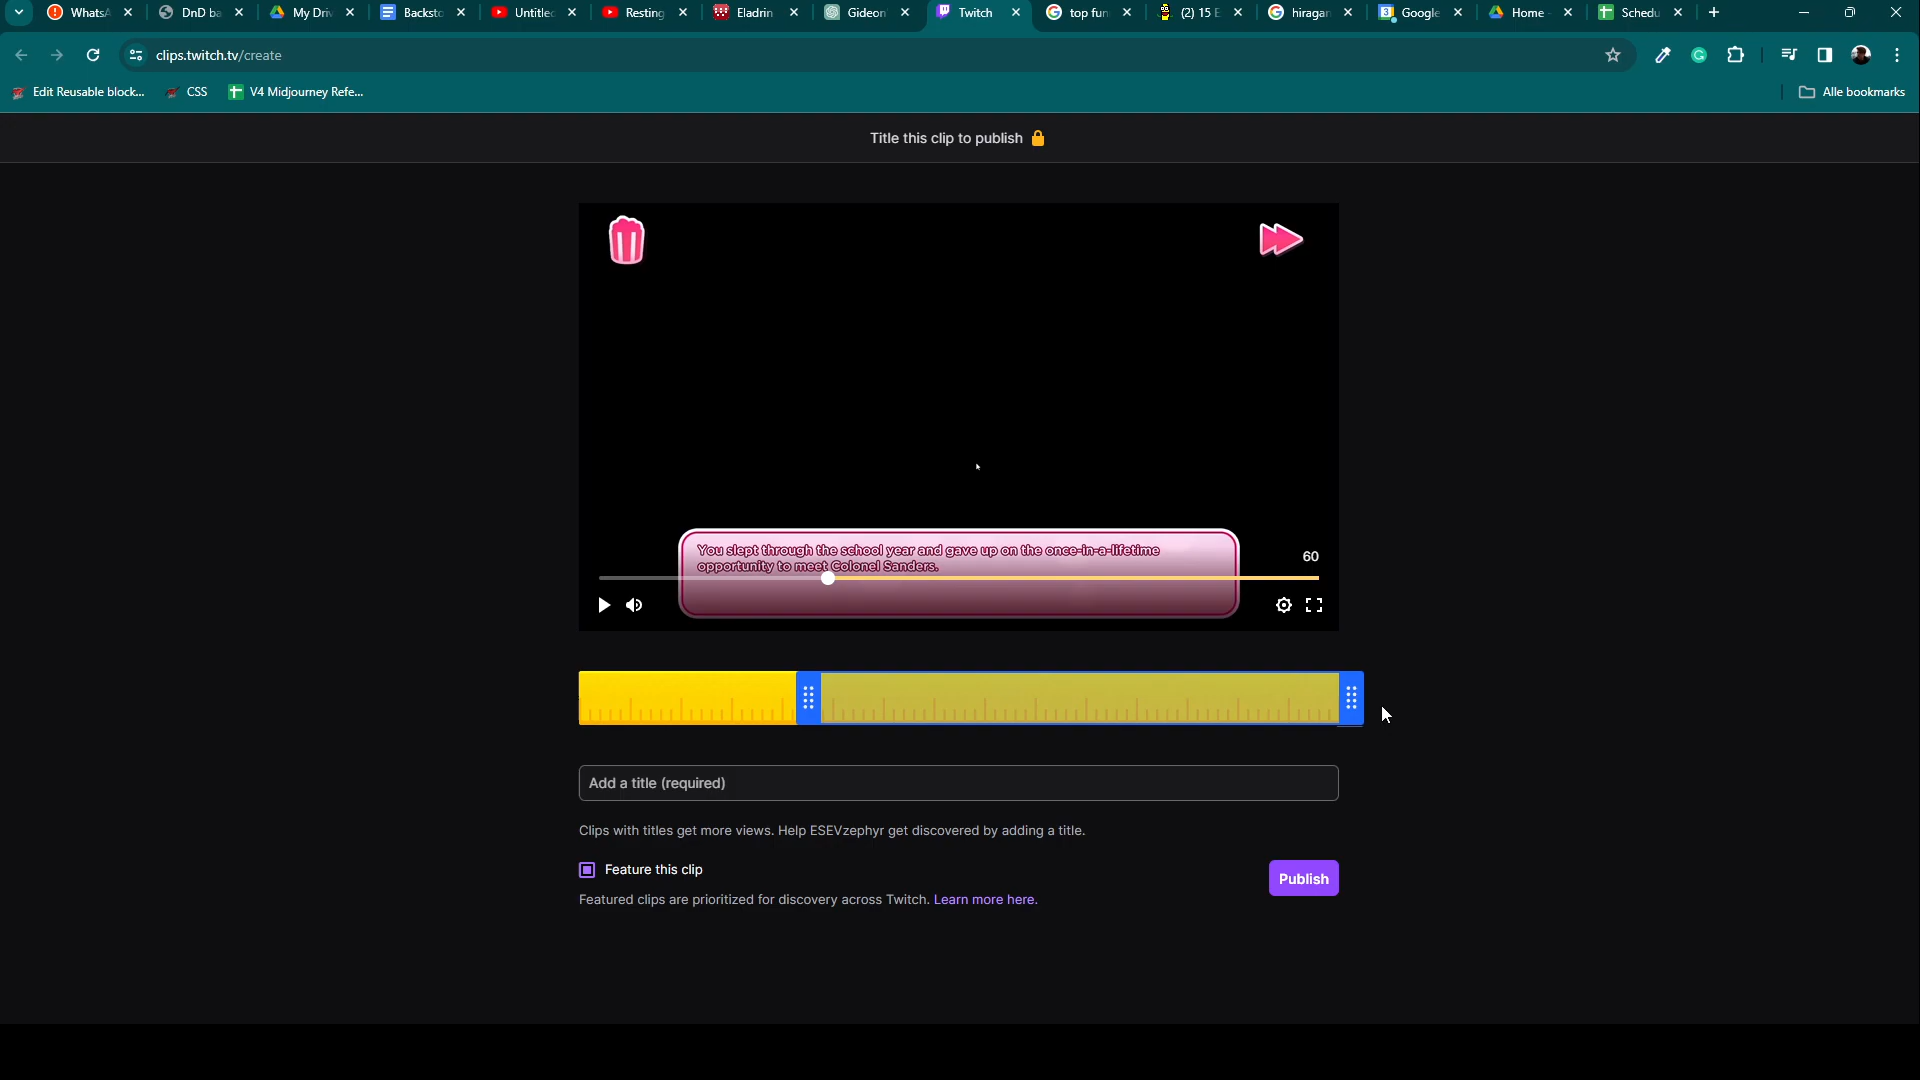 WhatsA
DnD ba
My Driv
Backsto
Untitled
Resting
Eladrin
Gideon
Twitch
top fun
(2) 15 E
hiragan
Google
Home -
Schedu
clips.twitch.tv/create
Edit Reusable block...
CSS
V4 Midjourney Refe...
Alle bookmarks
Title this clip to publish
You slept through the school year and gave up on the once-in-a-lifetime
opportunity to meet Colonel Sanders.
60
Add a title (required)
Clips with titles get more views. Help ESEVzephyr get discovered by adding a title.
Feature this clip
Publish
Featured clips are prioritized for discovery across Twitch. Learn more here.